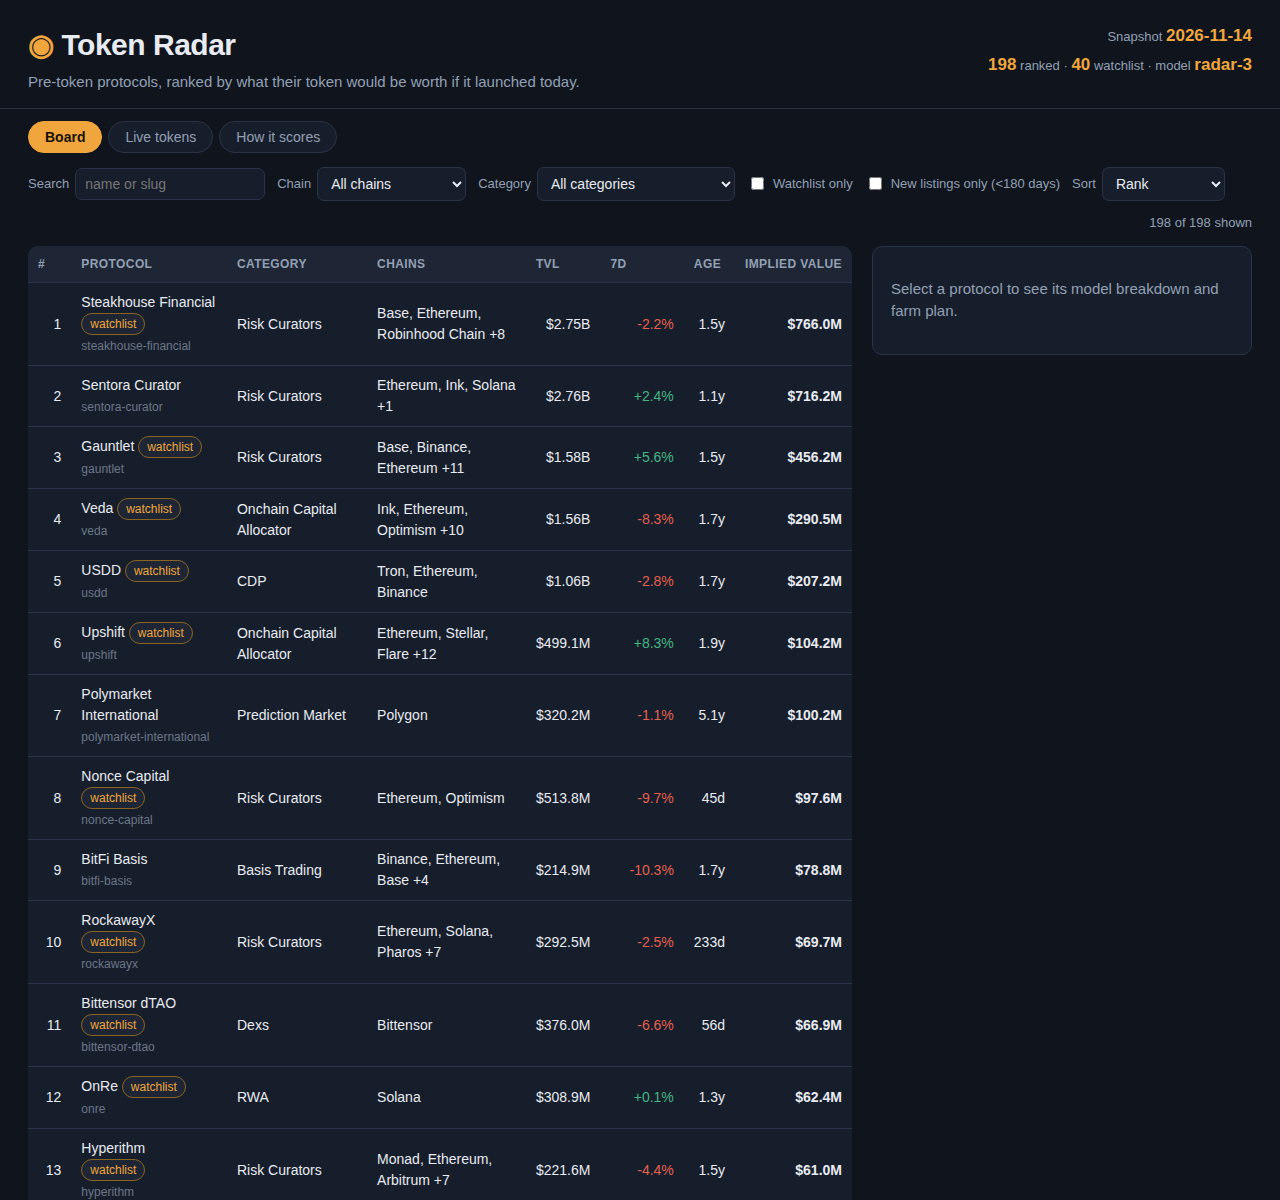 Token Radar
Pre-token protocols, ranked by what their token would be worth if it launched today.
Snapshot 2026-11-14
198 ranked · 40 watchlist · model radar-3
Board
Live tokens
How it scores
Search name or slug Chain All chains Category All categories Watchlist only New listings only (<180 days) Sort Rank
198 of 198 shown
# PROTOCOL CATEGORY CHAINS TVL 7D AGE IMPLIED VALUE
1 Steakhouse Financial watchlist steakhouse-financial Risk Curators Base, Ethereum, Robinhood Chain +8 $2.75B -2.2% 1.5y $766.0M
2 Sentora Curator sentora-curator Risk Curators Ethereum, Ink, Solana +1 $2.76B +2.4% 1.1y $716.2M
3 Gauntlet watchlist gauntlet Risk Curators Base, Binance, Ethereum +11 $1.58B +5.6% 1.5y $456.2M
4 Veda watchlist veda Onchain Capital Allocator Ink, Ethereum, Optimism +10 $1.56B -8.3% 1.7y $290.5M
5 USDD watchlist usdd CDP Tron, Ethereum, Binance $1.06B -2.8% 1.7y $207.2M
6 Upshift watchlist upshift Onchain Capital Allocator Ethereum, Stellar, Flare +12 $499.1M +8.3% 1.9y $104.2M
7 Polymarket International polymarket-international Prediction Market Polygon $320.2M -1.1% 5.1y $100.2M
8 Nonce Capital watchlist nonce-capital Risk Curators Ethereum, Optimism $513.8M -9.7% 45d $97.6M
9 BitFi Basis bitfi-basis Basis Trading Binance, Ethereum, Base +4 $214.9M -10.3% 1.7y $78.8M
10 RockawayX watchlist rockawayx Risk Curators Ethereum, Solana, Pharos +7 $292.5M -2.5% 233d $69.7M
11 Bittensor dTAO watchlist bittensor-dtao Dexs Bittensor $376.0M -6.6% 56d $66.9M
12 OnRe watchlist onre RWA Solana $308.9M +0.1% 1.3y $62.4M
13 Hyperithm watchlist hyperithm Risk Curators Monad, Ethereum, Arbitrum +7 $221.6M -4.4% 1.5y $61.0M
Select a protocol to see its model breakdown and
farm plan.